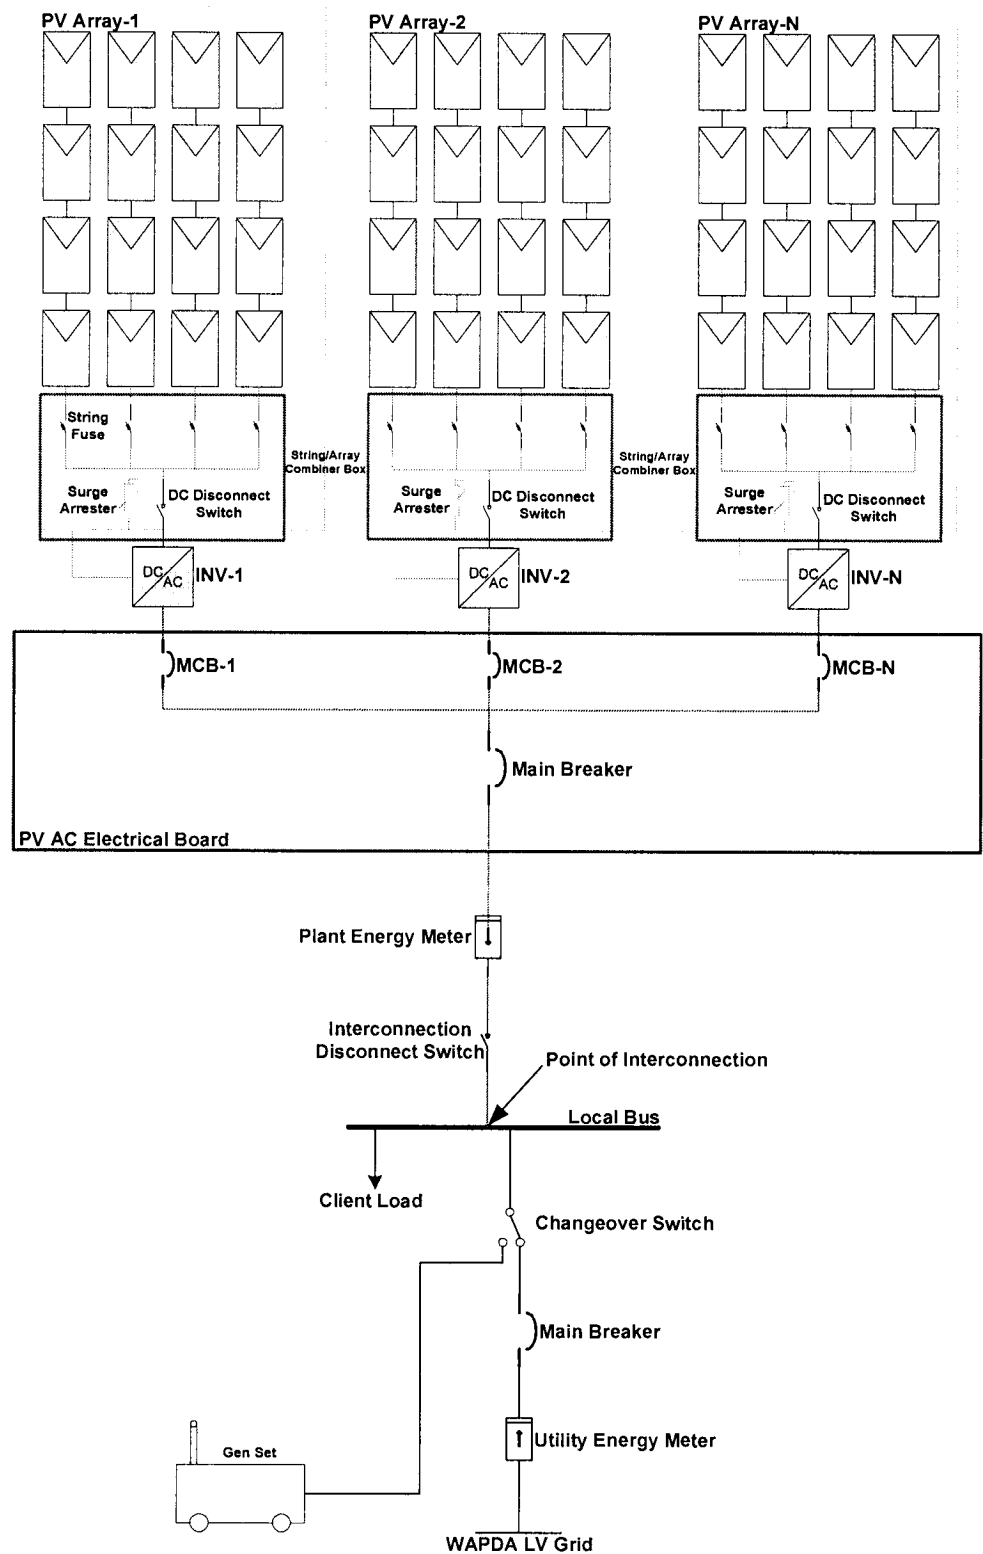 PV Array-1
PV Array-2
PV Array-N
String
Fuse
String/Array
Combiner Box
String/Array
Combiner Box
Surge
Arrester
DC Disconnect
Switch
Surge
Arrester
DC Disconnect
Switch
Surge
Arrester
DC Disconnect
Switch
DC
AC
INV-1
DC
AC
INV-2
DC
AC
INV-N
MCB-1
MCB-2
MCB-N
Main Breaker
PV AC Electrical Board
Plant Energy Meter
Interconnection
Disconnect Switch
Point of Interconnection
Local Bus
Client Load
Changeover Switch
Main Breaker
Utility Energy Meter
Gen Set
WAPDA LV Grid